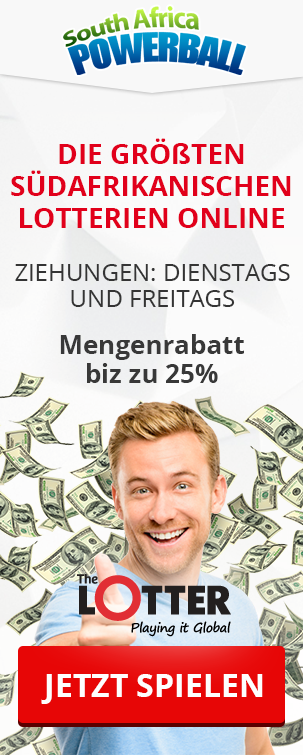 South Africa
POWERBALL
DIE GRÖßTEN
SÜDAFRIKANISCHEN
LOTTERIEN ONLINE
ZIEHUNGEN: DIENSTAGS
UND FREITAGS
Mengenrabatt
biz zu 25%
The
LOTTER
Playing it Global
JETZT SPIELEN